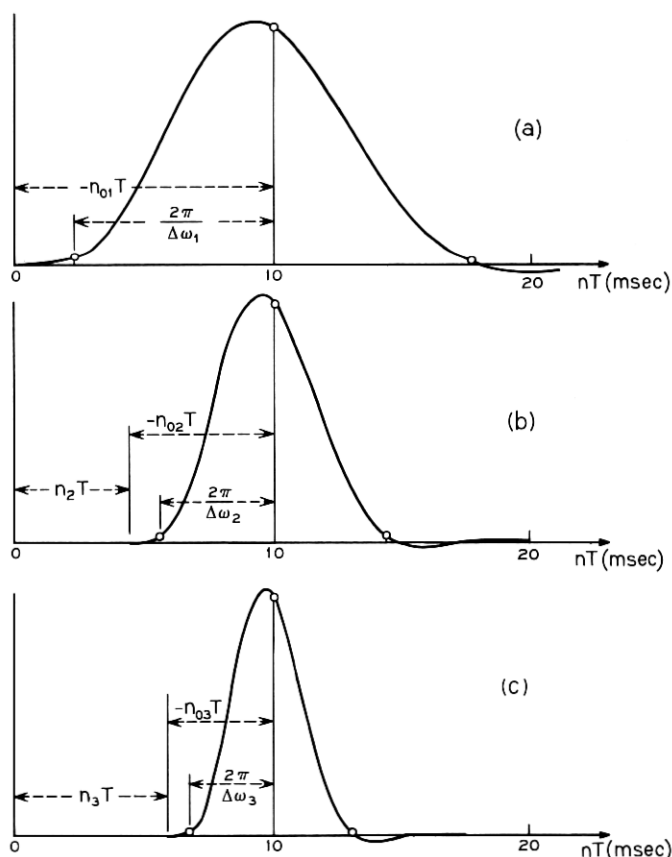 (a)
-n₀₁T
2π
Δω₁
0
10
20
nT(msec)
(b)
-n₀₂T
n₂T
2π
Δω₂
0
10
20
nT(msec)
(c)
-n₀₃T
2π
Δω₃
n₃T
0
10
20
nT(msec)